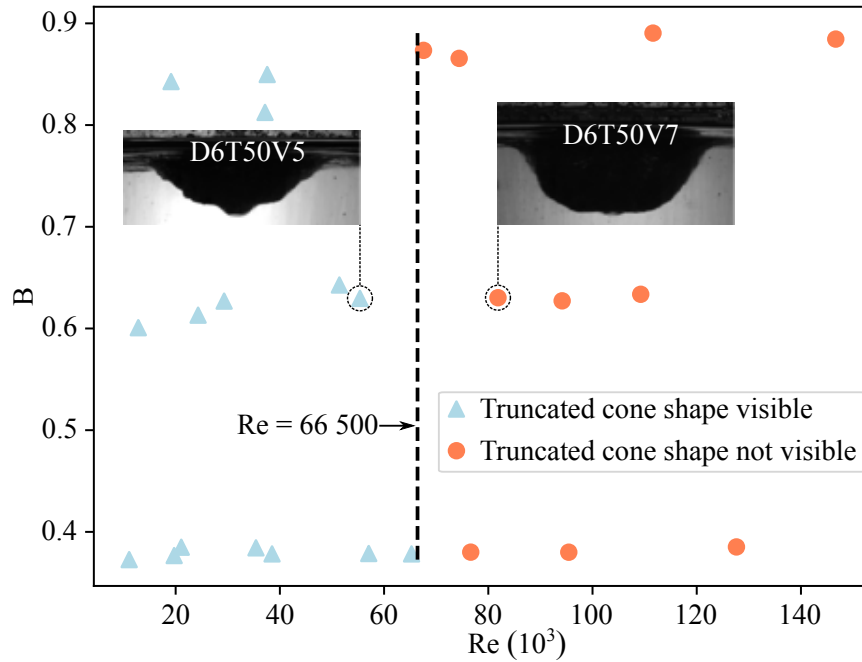 0.9
0.8
0.7
0.6
0.5
0.4
B
D6T50V5
D6T50V7
Re = 66 500
Truncated cone shape visible
Truncated cone shape not visible
20 40 60 80 100 120 140
Re (10³)